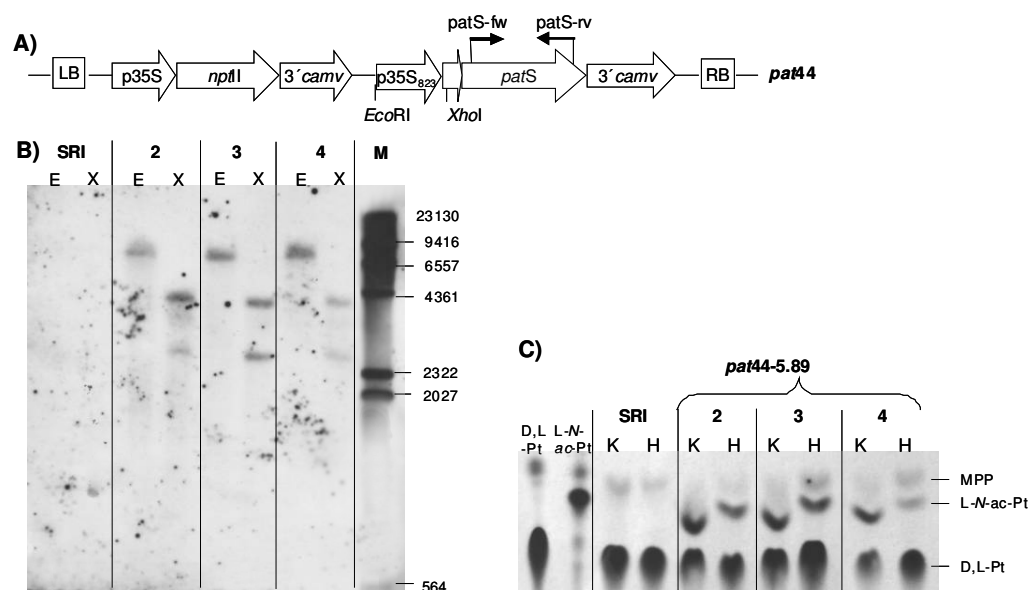 A)
patS-fw patS-rv
LB p35S nptII 3´camv p35S823 patS 3´camv RB pat44
EcoRI XhoI
B) SRI 2 3 4 M
E X E X E X E X
23130
9416
6557
4361
2322
2027
564
C)
pat44-5.89
SRI 2 3 4
D,L -Pt
L-N-ac-Pt
K H K H K H K H
MPP
L-N-ac-Pt
D,L-Pt